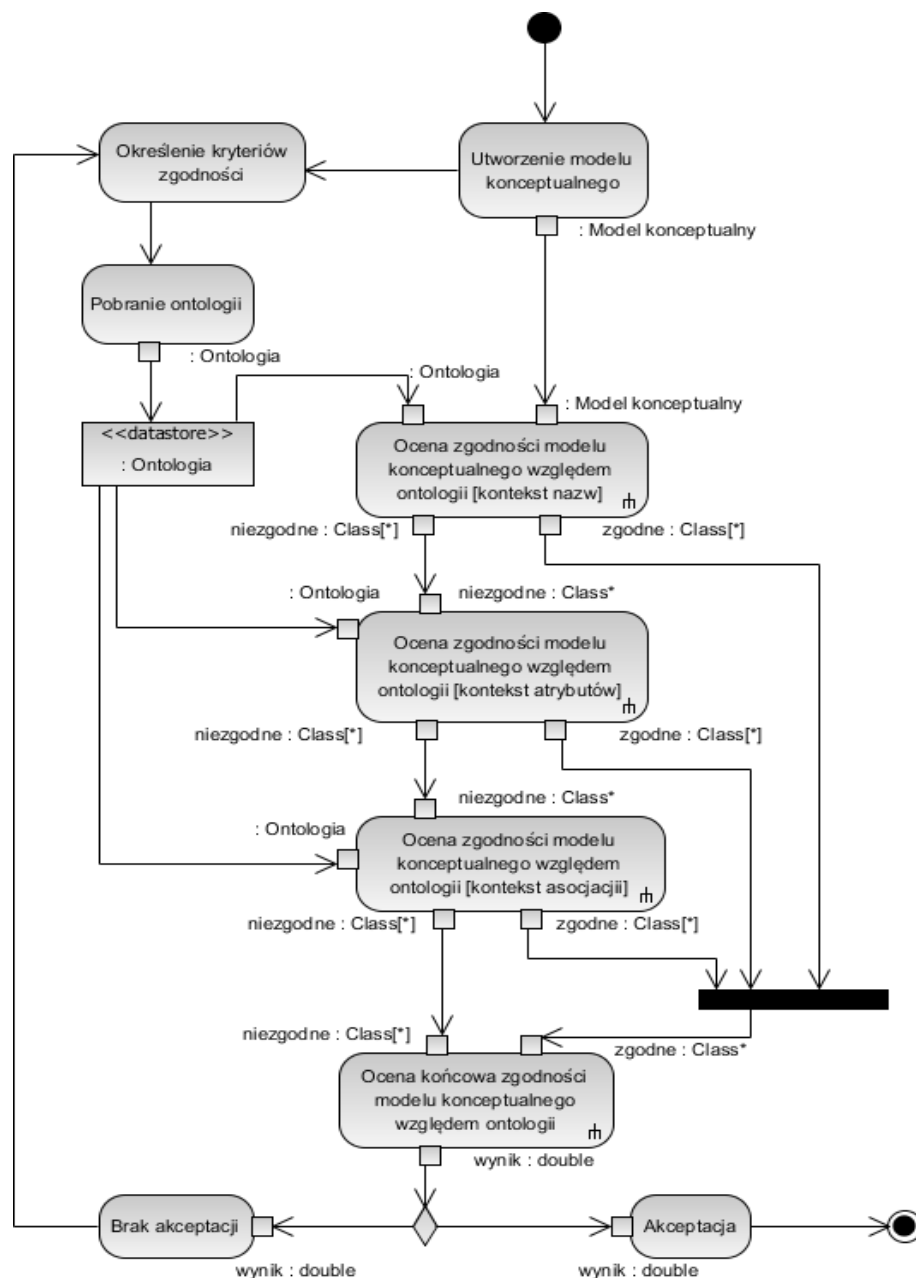 Określenie kryteriów
zgodności
Utworzenie modelu
konceptualnego
: Model konceptualny
Pobranie ontologii
: Ontologia
: Ontologia
: Model konceptualny
<<datastore>>
: Ontologia
Ocena zgodności modelu
konceptualnego względem
ontologii [kontekst nazw]
niezgodne : Class[*]
zgodne : Class[*]
: Ontologia
niezgodne : Class*
Ocena zgodności modelu
konceptualnego względem
ontologii [kontekst atrybutów]
niezgodne : Class[*]
zgodne : Class[*]
niezgodne : Class*
: Ontologia
Ocena zgodności modelu
konceptualnego względem
ontologii [kontekst asocjacjii]
niezgodne : Class[*]
zgodne : Class[*]
niezgodne : Class[*]
zgodne : Class*
Ocena końcowa zgodności
modelu konceptualnego
względem ontologii
wynik : double
Brak akceptacji
Akceptacja
wynik : double
wynik : double